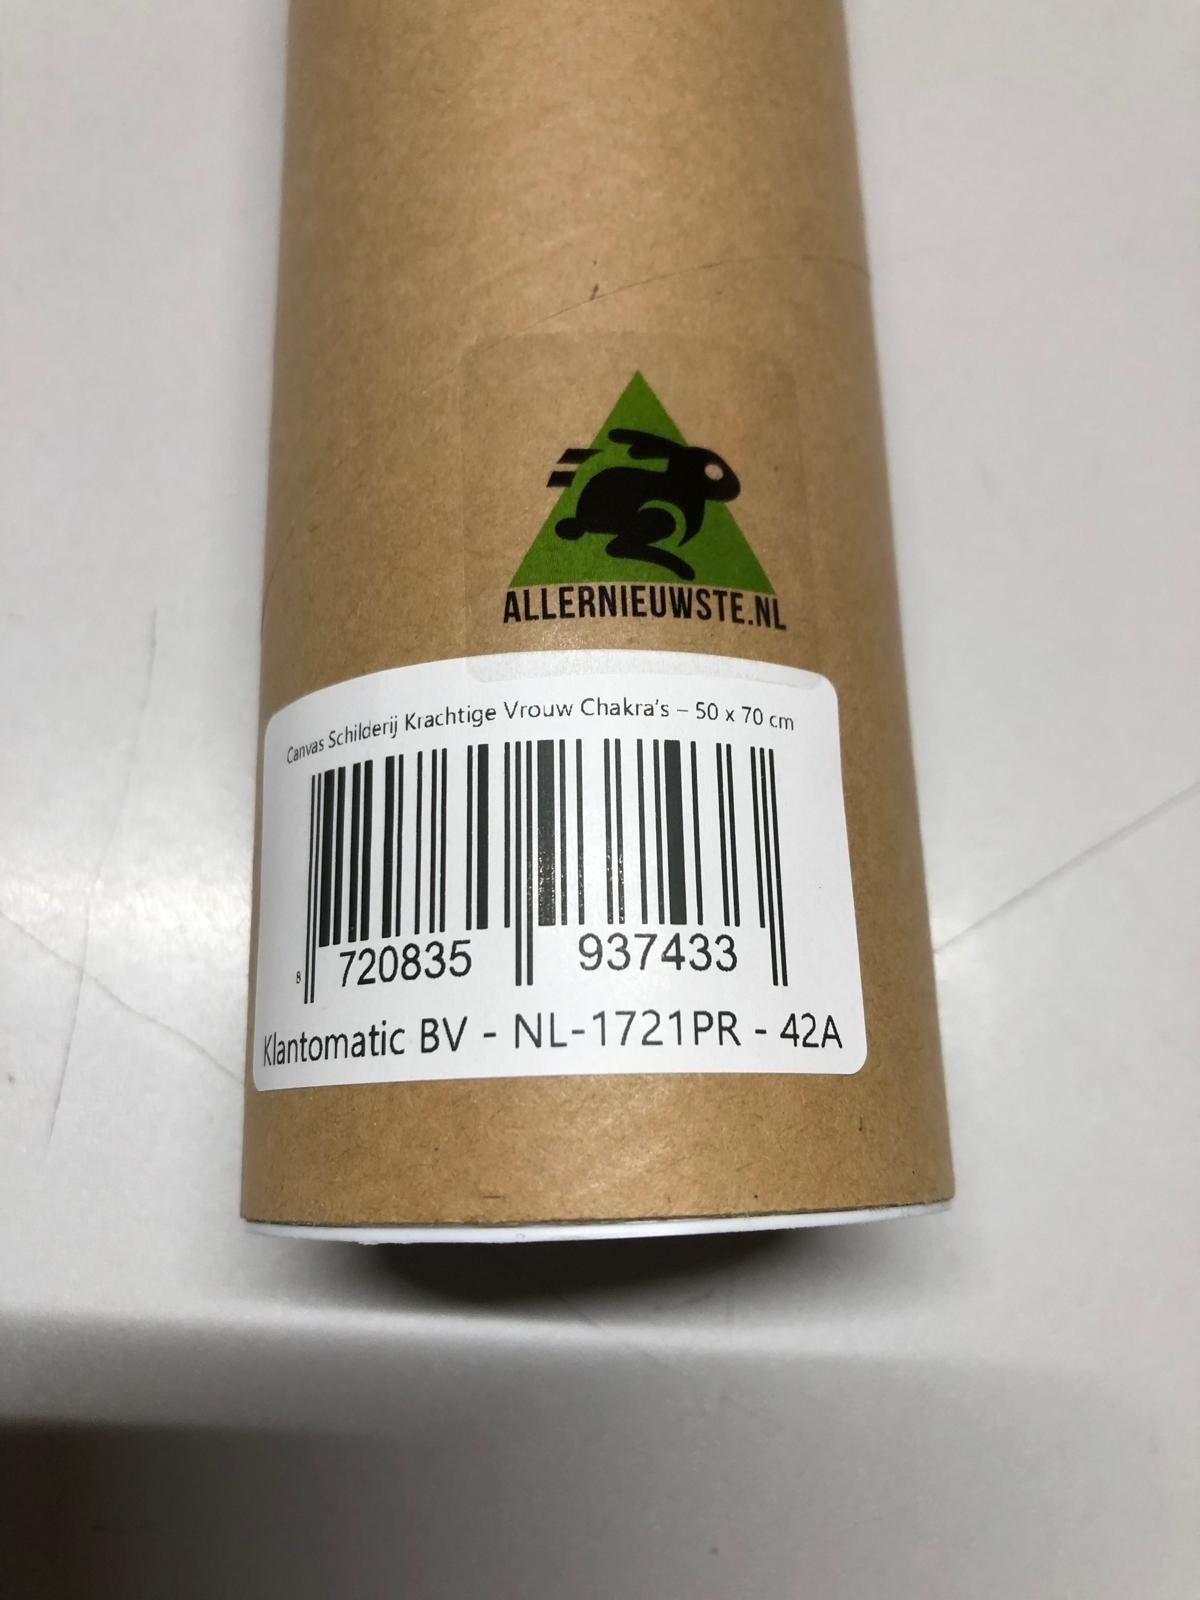 ALLERNIEUWSTE.NL
Canvas Schilderij Krachtige Vrouw Chakra's – 50 x 70 cm
8 720835 937433
Klantomatic BV - NL-1721PR - 42A